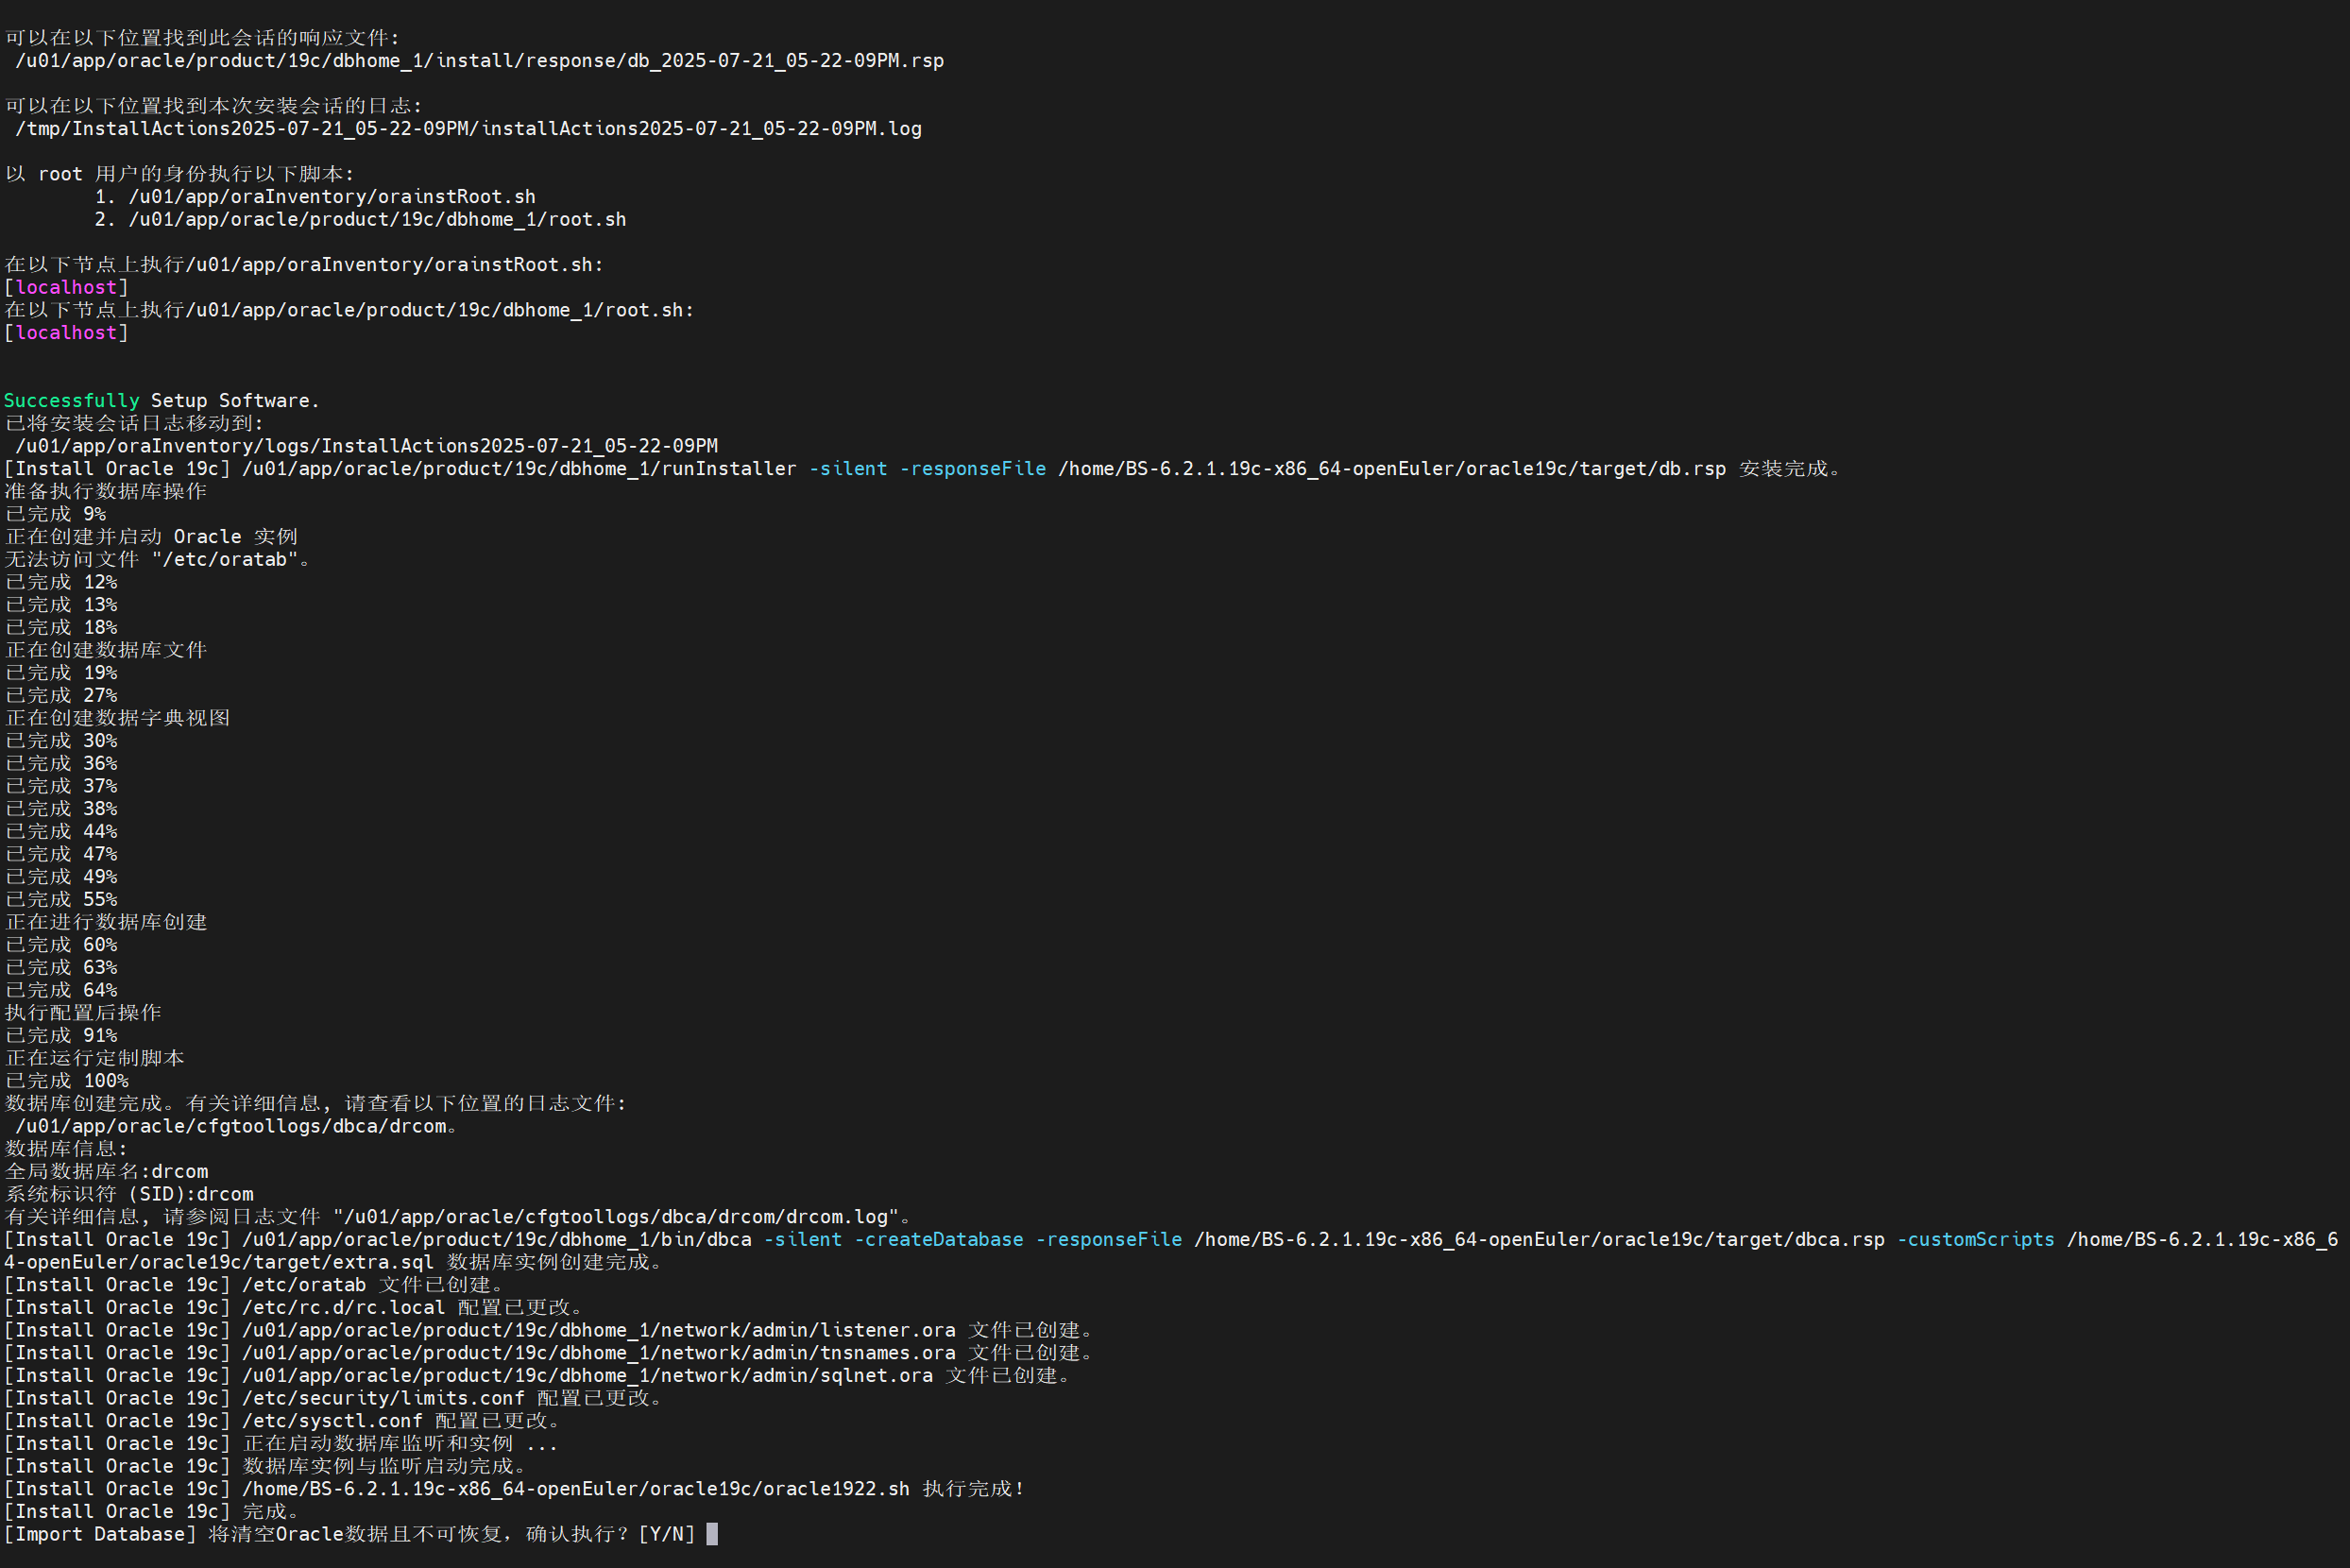 可以在以下位置找到此会话的响应文件:
/u01/app/oracle/product/19c/dbhome_1/install/response/db_2025-07-21_05-22-09PM.rsp
可以在以下位置找到本次安装会话的日志:
/tmp/InstallActions2025-07-21_05-22-09PM/installActions2025-07-21_05-22-09PM.log
以 root 用户的身份执行以下脚本:
1. /u01/app/oraInventory/orainstRoot.sh
2. /u01/app/oracle/product/19c/dbhome_1/root.sh
在以下节点上执行/u01/app/oraInventory/orainstRoot.sh:
[localhost]
在以下节点上执行/u01/app/oracle/product/19c/dbhome_1/root.sh:
[localhost]
Successfully Setup Software.
已将安装会话日志移动到:
/u01/app/oraInventory/logs/InstallActions2025-07-21_05-22-09PM
[Install Oracle 19c] /u01/app/oracle/product/19c/dbhome_1/runInstaller -silent -responseFile /home/BS-6.2.1.19c-x86_64-openEuler/oracle19c/target/db.rsp 安装完成。
准备执行数据库操作
已完成 9%
正在创建并启动 Oracle 实例
无法访问文件 "/etc/oratab"。
已完成 12%
已完成 13%
已完成 18%
正在创建数据库文件
已完成 19%
已完成 27%
正在创建数据字典视图
已完成 30%
已完成 36%
已完成 37%
已完成 38%
已完成 44%
已完成 47%
已完成 49%
已完成 55%
正在进行数据库创建
已完成 60%
已完成 63%
已完成 64%
执行配置后操作
已完成 91%
正在运行定制脚本
已完成 100%
数据库创建完成。有关详细信息, 请查看以下位置的日志文件:
/u01/app/oracle/cfgtoollogs/dbca/drcom。
数据库信息:
全局数据库名:drcom
系统标识符 (SID):drcom
有关详细信息, 请参阅日志文件 "/u01/app/oracle/cfgtoollogs/dbca/drcom/drcom.log"。
[Install Oracle 19c] /u01/app/oracle/product/19c/dbhome_1/bin/dbca -silent -createDatabase -responseFile /home/BS-6.2.1.19c-x86_64-openEuler/oracle19c/target/dbca.rsp -customScripts /home/BS-6.2.1.19c-x86_6
4-openEuler/oracle19c/target/extra.sql 数据库实例创建完成。
[Install Oracle 19c] /etc/oratab 文件已创建。
[Install Oracle 19c] /etc/rc.d/rc.local 配置已更改。
[Install Oracle 19c] /u01/app/oracle/product/19c/dbhome_1/network/admin/listener.ora 文件已创建。
[Install Oracle 19c] /u01/app/oracle/product/19c/dbhome_1/network/admin/tnsnames.ora 文件已创建。
[Install Oracle 19c] /u01/app/oracle/product/19c/dbhome_1/network/admin/sqlnet.ora 文件已创建。
[Install Oracle 19c] /etc/security/limits.conf 配置已更改。
[Install Oracle 19c] /etc/sysctl.conf 配置已更改。
[Install Oracle 19c] 正在启动数据库监听和实例 ...
[Install Oracle 19c] 数据库实例与监听启动完成。
[Install Oracle 19c] /home/BS-6.2.1.19c-x86_64-openEuler/oracle19c/oracle1922.sh 执行完成!
[Install Oracle 19c] 完成。
[Import Database] 将清空Oracle数据且不可恢复，确认执行？[Y/N]